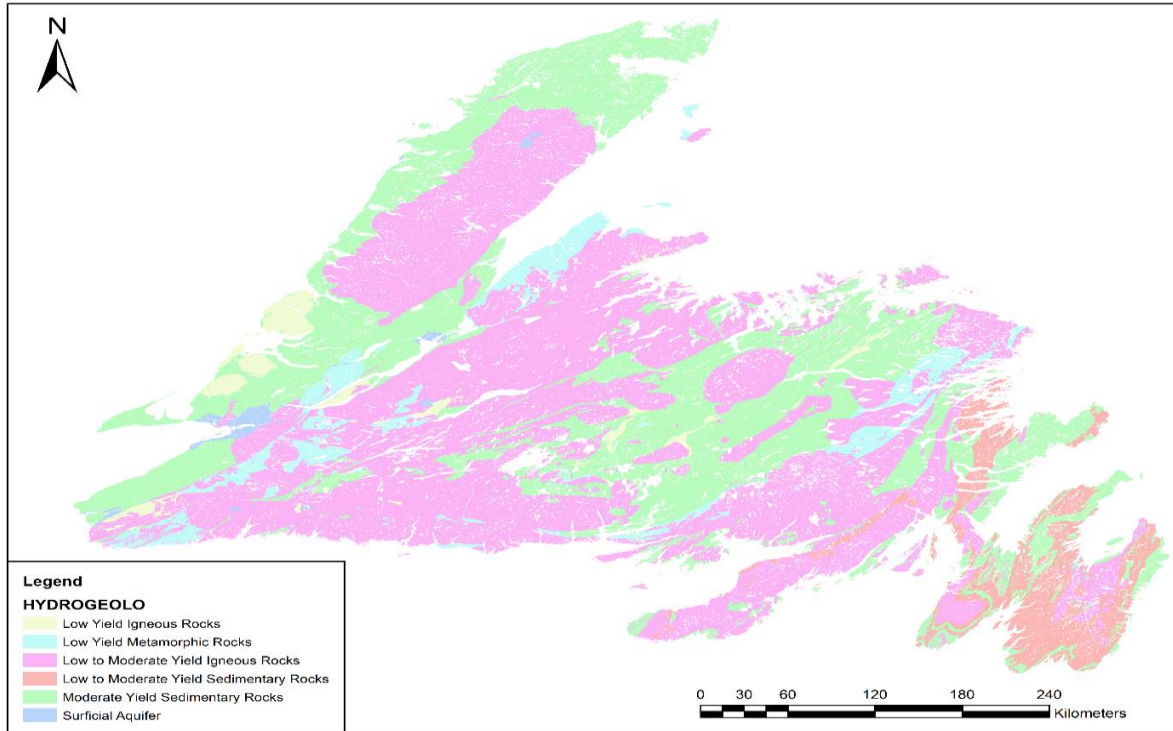 N
Legend
HYDROGEOLO
Low Yield Igneous Rocks
Low Yield Metamorphic Rocks
Low to Moderate Yield Igneous Rocks
Low to Moderate Yield Sedimentary Rocks
Moderate Yield Sedimentary Rocks
Surficial Aquifer
0 30 60 120 180 240
Kilometers